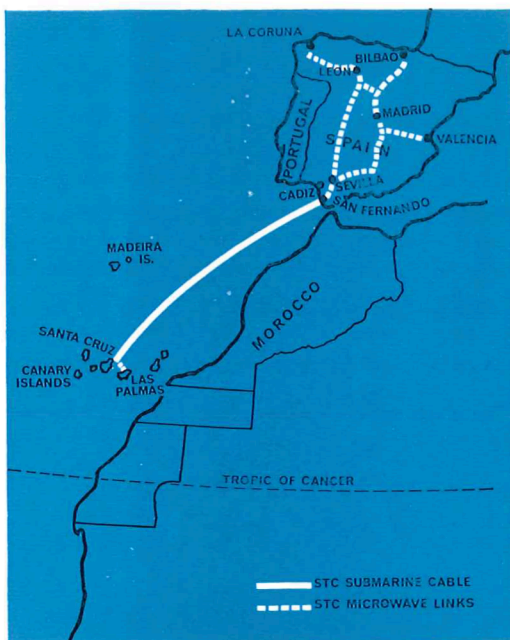 LA CORUNA
BILBAO
LEON
MADRID
PORTUGAL
SPAIN
VALENCIA
SEVILLA
CADIZ
SAN FERNANDO
MADEIRA
IS.
MOROCCO
SANTA CRUZ
CANARY
ISLANDS
LAS
PALMAS
TROPIC OF CANCER
STC SUBMARINE CABLE
STC MICROWAVE LINKS